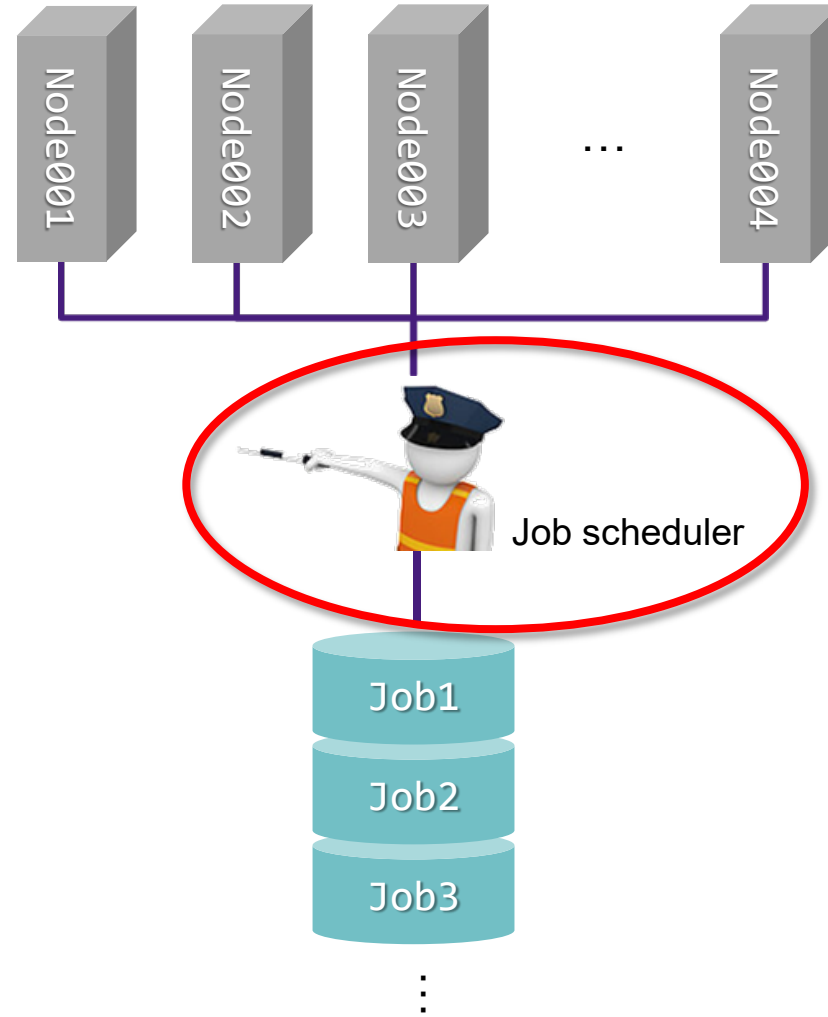 Node001
Node002
Node003
...
Node004
Job scheduler
Job1
Job2
Job3
⋮